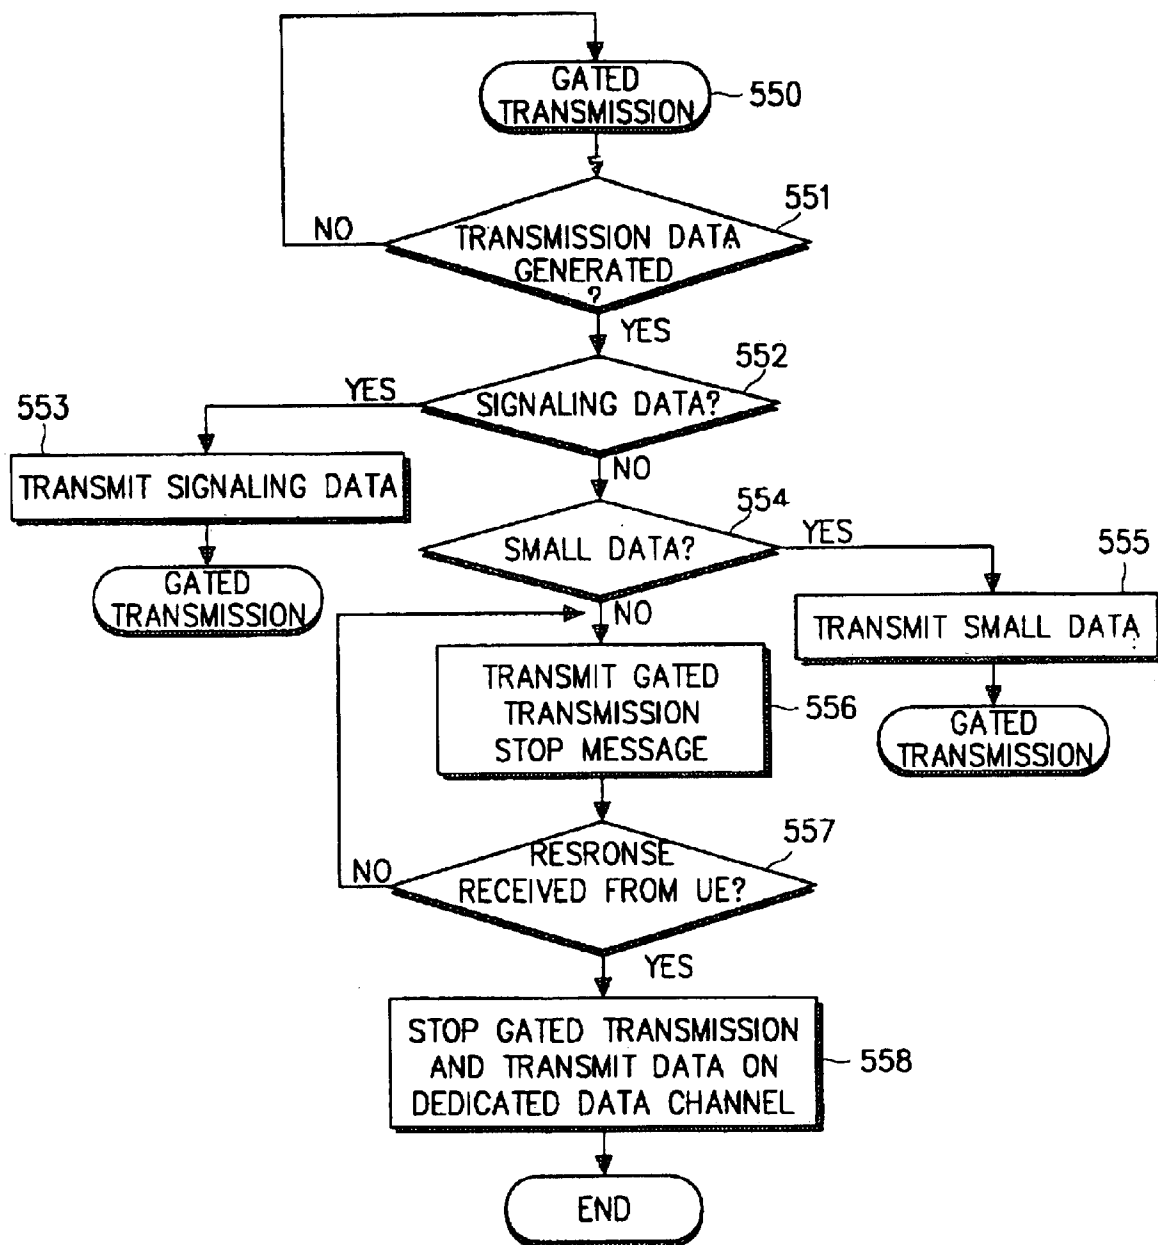 GATED
TRANSMISSION
550
551
NO
TRANSMISSION DATA
GENERATED
?
YES
552
YES
SIGNALING DATA?
553
TRANSMIT SIGNALING DATA
NO
554
SMALL DATA?
YES
555
GATED
TRANSMISSION
NO
TRANSMIT SMALL DATA
TRANSMIT GATED
TRANSMISSION
STOP MESSAGE
556
GATED
TRANSMISSION
557
NO
RESRONSE
RECEIVED FROM UE?
YES
STOP GATED TRANSMISSION
AND TRANSMIT DATA ON
DEDICATED DATA CHANNEL
558
END